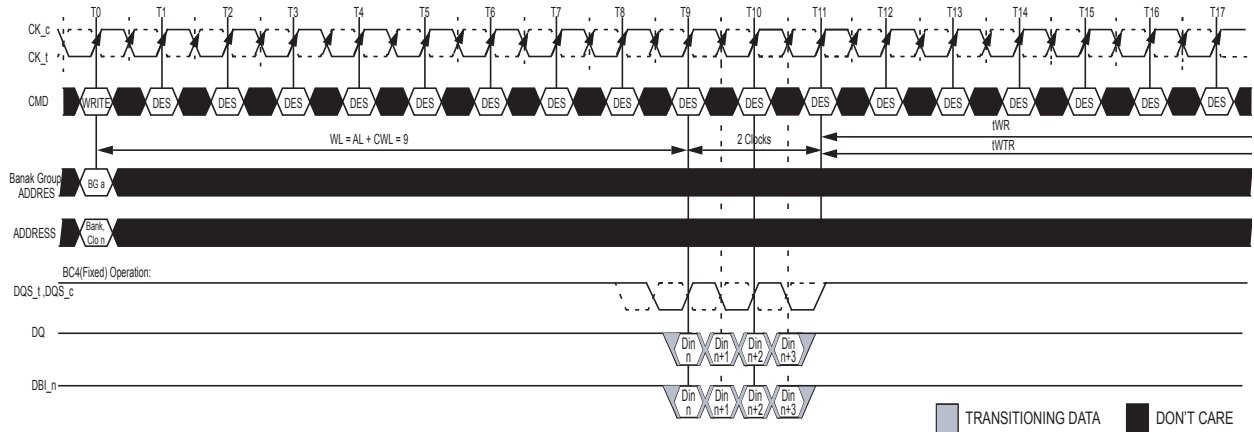 T0 T1 T2 T3 T4 T5 T6 T7 T8 T9 T10 T11 T12 T13 T14 T15 T16 T17
CK_c
CK_t
CMD WRITE DES DES DES DES DES DES DES DES DES DES DES DES DES DES DES DES DES
tWR
WL = AL + CWL = 9 2 Clocks
tWTR
Banak Group
ADDRES
BG a
ADDRESS
Bank,
Clo n
BC4(Fixed) Operation:
DQS_t ,DQS_c
DQ
Din Din Din Din
n n+1 n+2 n+3
DBI_n
Din Din Din Din
n n+1 n+2 n+3
TRANSITIONING DATA DON'T CARE